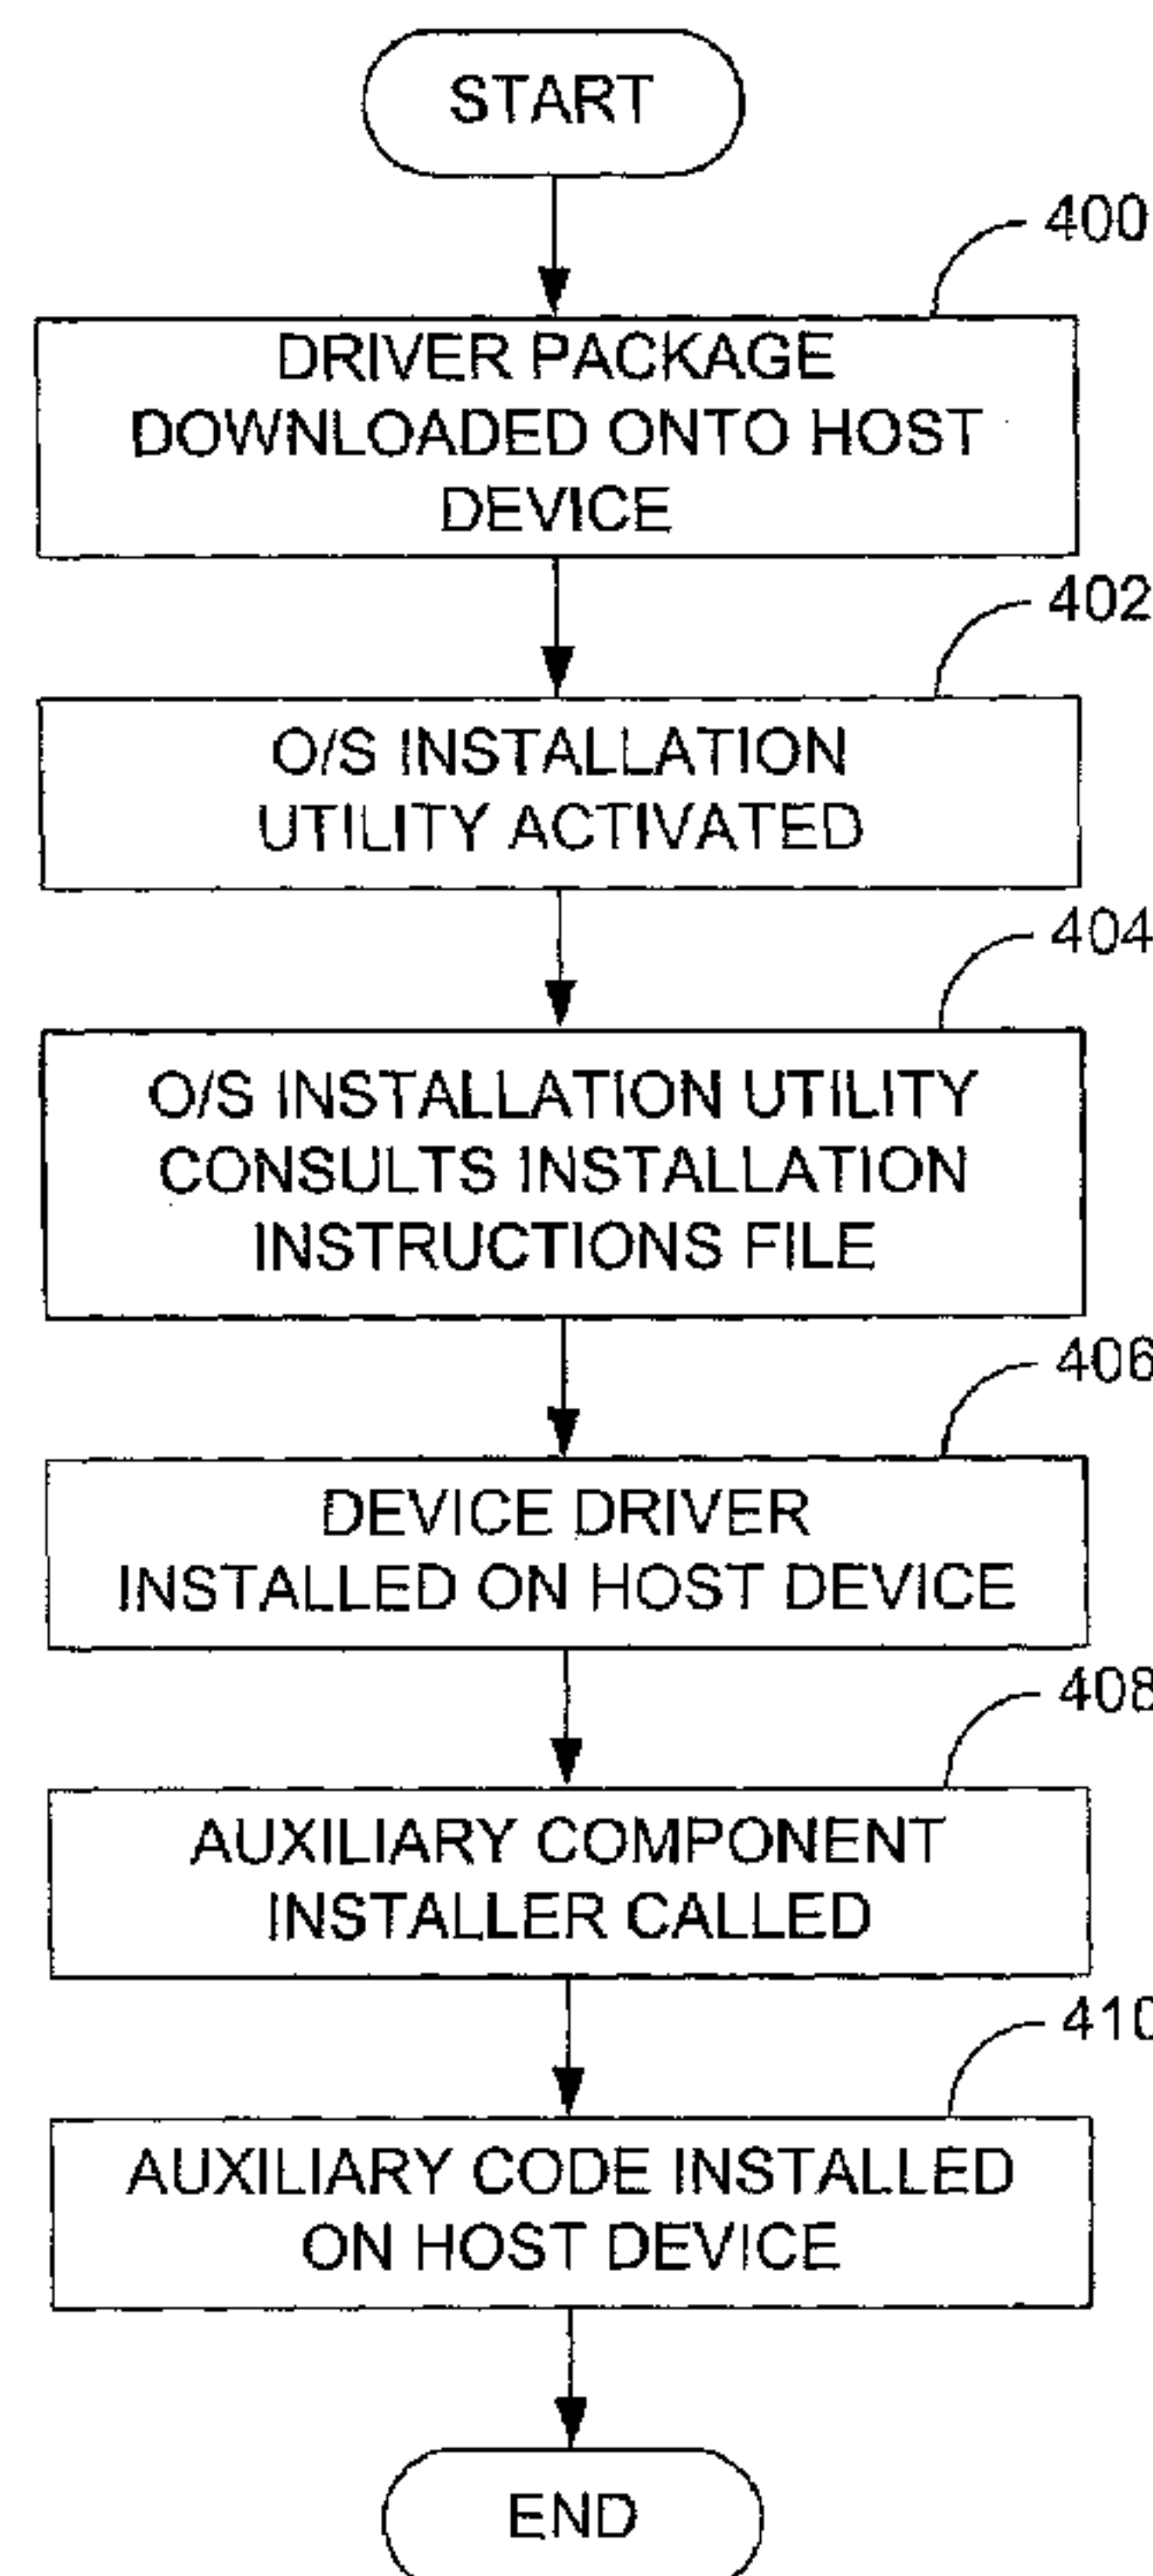 START
400
DRIVER PACKAGE
DOWNLOADED ONTO HOST
DEVICE
402
O/S INSTALLATION
UTILITY ACTIVATED
404
O/S INSTALLATION UTILITY
CONSULTS INSTALLATION
INSTRUCTIONS FILE
406
DEVICE DRIVER
INSTALLED ON HOST DEVICE
408
AUXILIARY COMPONENT
INSTALLER CALLED
410
AUXILIARY CODE INSTALLED
ON HOST DEVICE
END